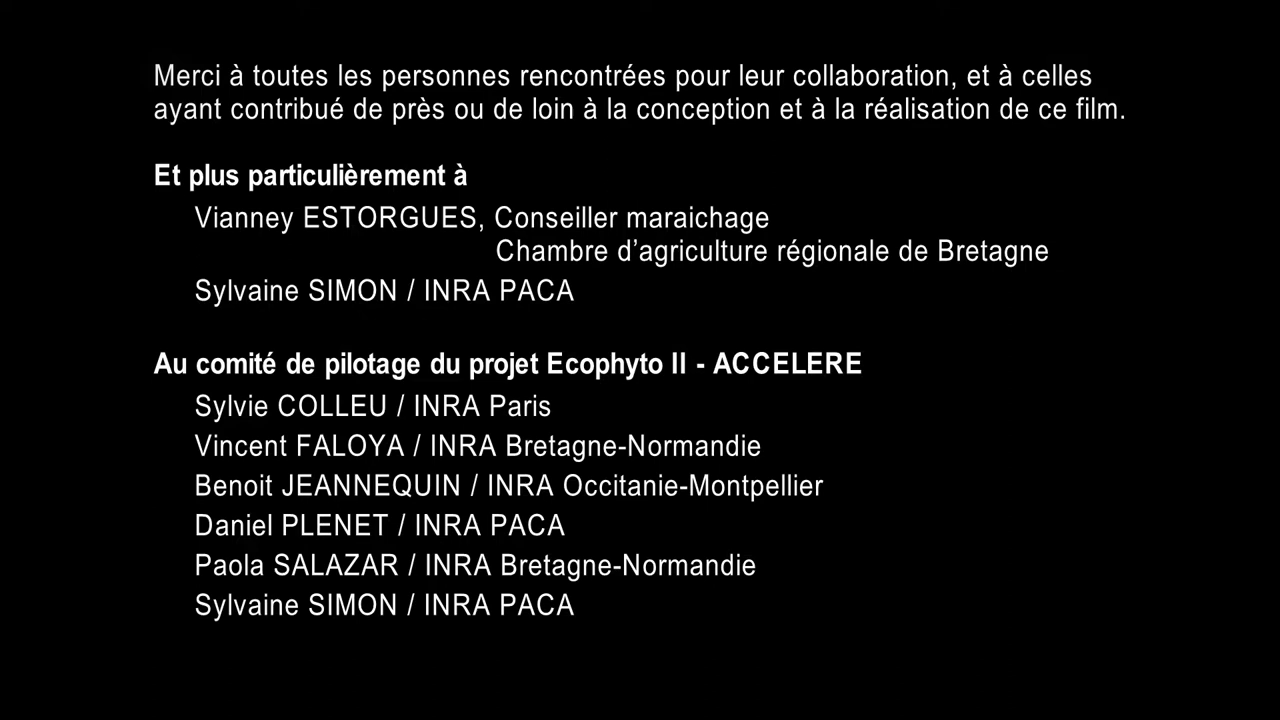 Merci à toutes les personnes rencontrées pour leur collaboration, et à celles
ayant contribué de près ou de loin à la conception et à la réalisation de ce film.
Et plus particulièrement à
Vianney ESTORGUES, Conseiller maraichage
Chambre d’agriculture régionale de Bretagne
Sylvaine SIMON / INRA PACA
Au comité de pilotage du projet Ecophyto II - ACCELERE
Sylvie COLLEU / INRA Paris
Vincent FALOYA / INRA Bretagne-Normandie
Benoit JEANNEQUIN / INRA Occitanie-Montpellier
Daniel PLENET / INRA PACA
Paola SALAZAR / INRA Bretagne-Normandie
Sylvaine SIMON / INRA PACA